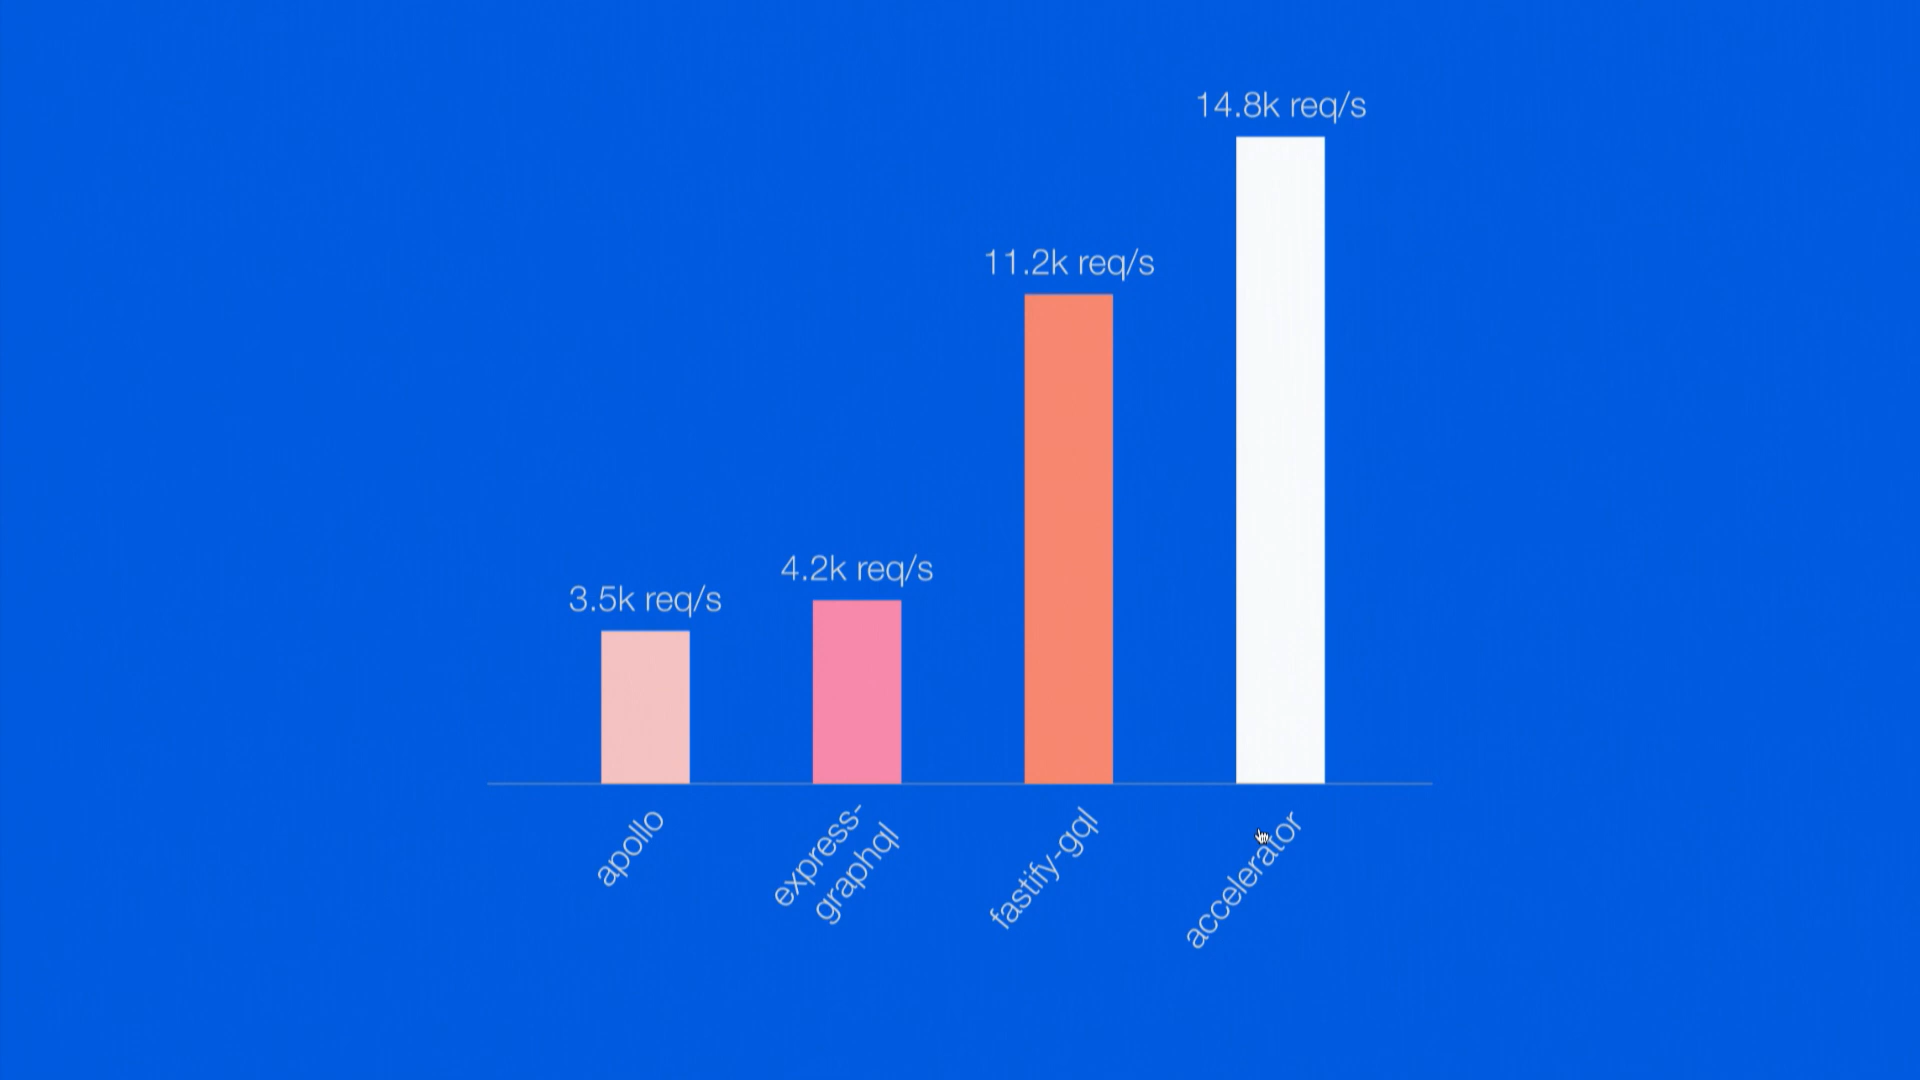 14.8k req/s
11.2k req/s
4.2k req/s
3.5k req/s
apollo
express-
graphql
fastify-gql
accelerator